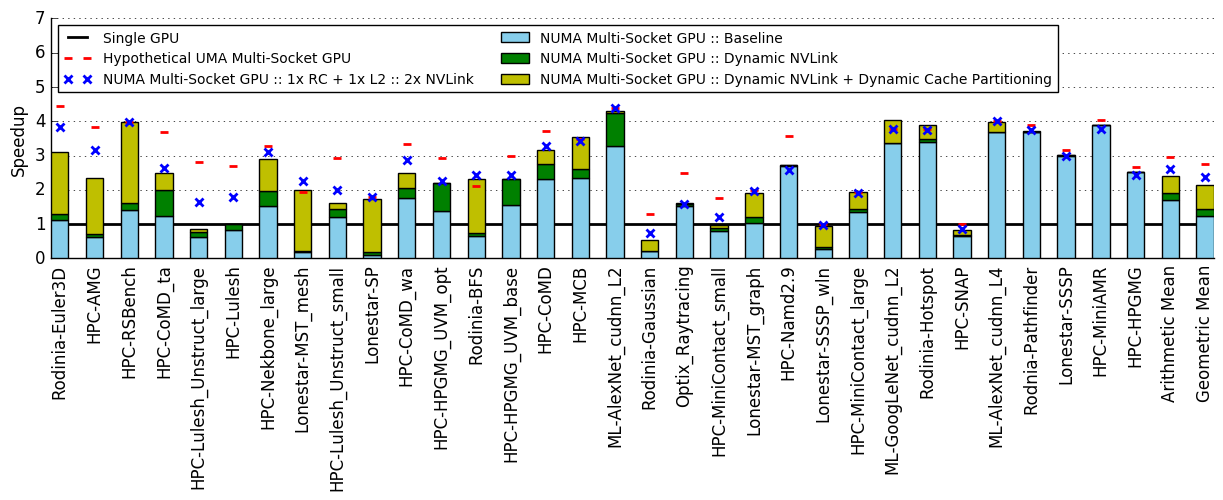 7
6
5
4
3
2
1
0
Speedup
Single GPU
Hypothetical UMA Multi-Socket GPU
NUMA Multi-Socket GPU :: 1x RC + 1x L2 :: 2x NVLink
NUMA Multi-Socket GPU :: Baseline
NUMA Multi-Socket GPU :: Dynamic NVLink
NUMA Multi-Socket GPU :: Dynamic NVLink + Dynamic Cache Partitioning
Rodinia-Euler3D
HPC-AMG
HPC-RSBench
HPC-CoMD_ta
HPC-Lulesh_Unstruct_large
HPC-Lulesh
HPC-Nekbone_large
Lonestar-MST_mesh
HPC-Lulesh_Unstruct_small
Lonestar-SP
HPC-CoMD_wa
HPC-HPGMG_UVM_opt
Rodinia-BFS
HPC-HPGMG_UVM_base
HPC-CoMD
HPC-MCB
ML-AlexNet_cudnn_L2
Rodinia-Gaussian
Optix_Raytracing
HPC-MiniContact_small
Lonestar-MST_graph
HPC-Namd2.9
Lonestar-SSSP_wln
HPC-MiniContact_large
ML-GoogLeNet_cudnn_L2
Rodinia-Hotspot
HPC-SNAP
ML-AlexNet_cudnn_L4
Rodnia-Pathfinder
Lonestar-SSSP
HPC-MiniAMR
HPC-HPGMG
Arithmetic Mean
Geometric Mean